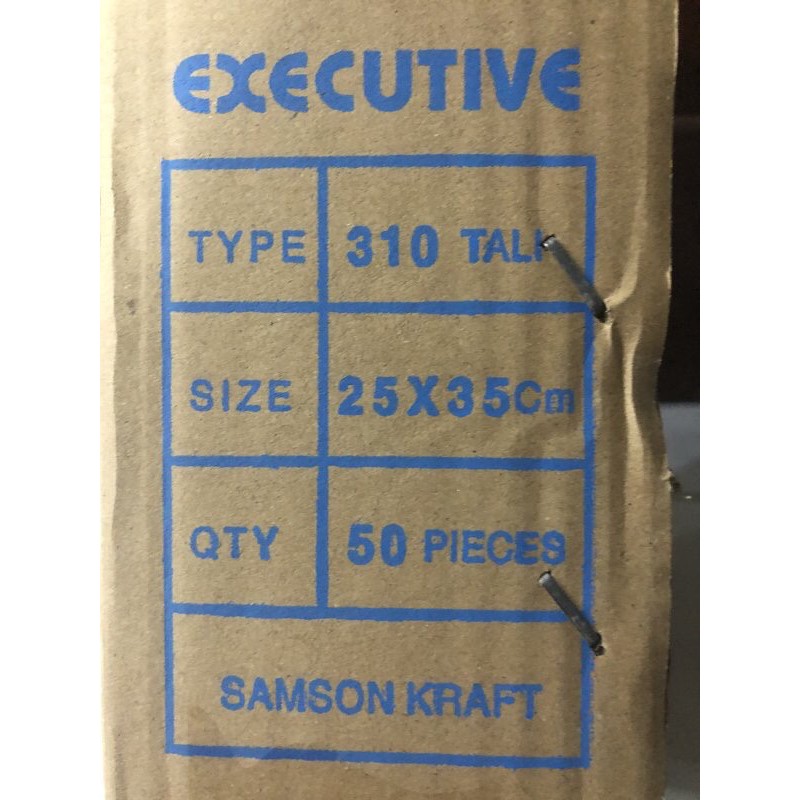 EXECUTIVE
TYPE 310 TALI
SIZE 25X35Cm
QTY 50 PIECES
SAMSON KRAFT